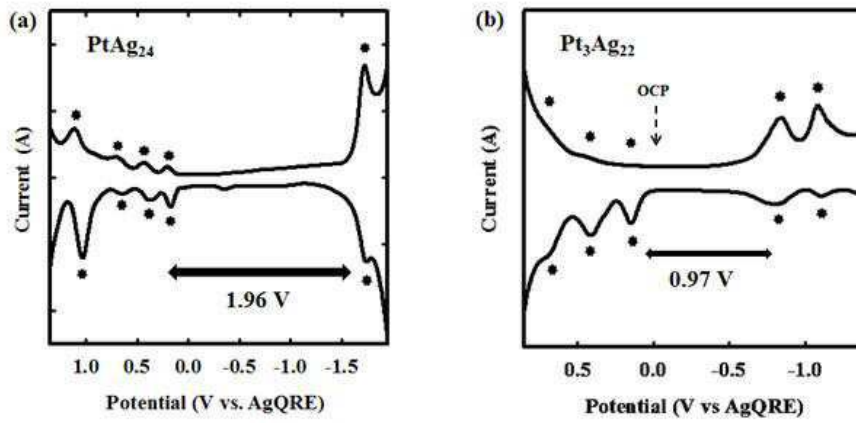 (a)
PtAg24
Current (A)
1.96 V
1.0 0.5 0.0 -0.5 -1.0 -1.5
Potential (V vs. AgQRE)
(b)
Pt3Ag22
OCP
Current (A)
0.97 V
0.5 0.0 -0.5 -1.0
Potential (V vs AgQRE)